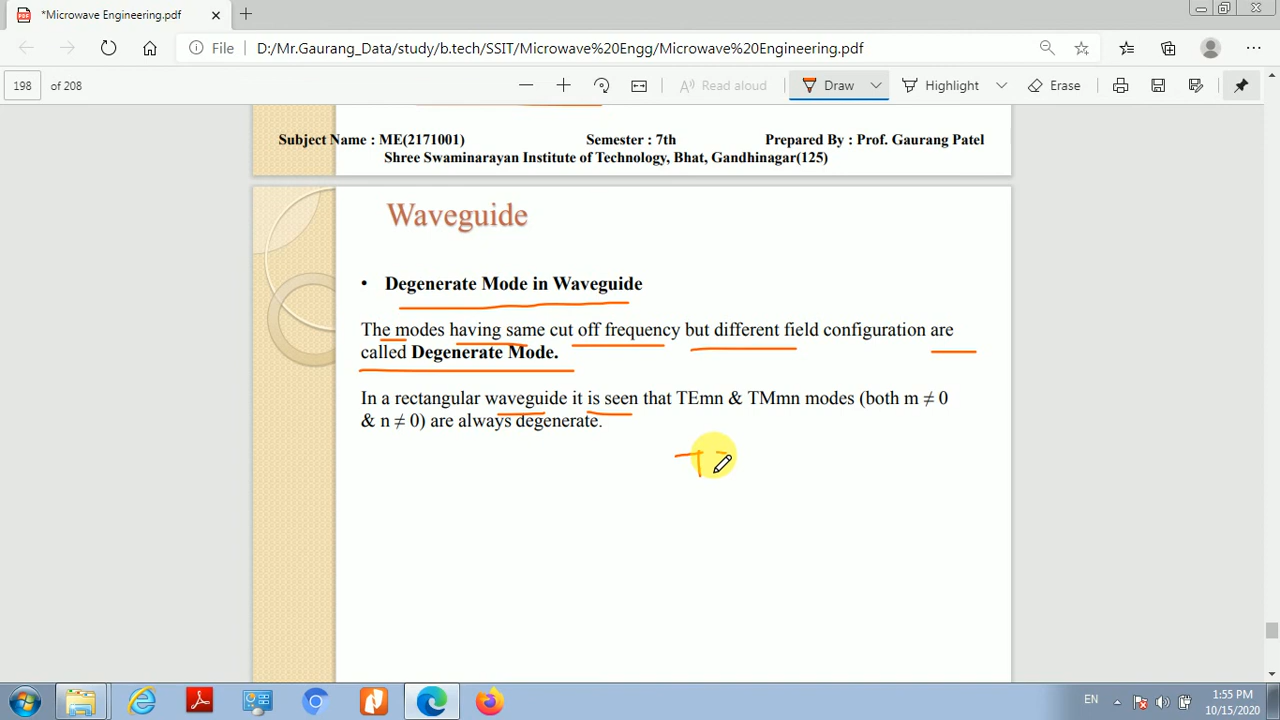 *Microwave Engineering.pdf
File D:/Mr.Gaurang_Data/study/b.tech/SSIT/Microwave%20Engg/Microwave%20Engineering.pdf
198 of 208 Read aloud Draw Highlight Erase
Subject Name : ME(2171001) Semester : 7th Prepared By : Prof. Gaurang Patel
Shree Swaminarayan Institute of Technology, Bhat, Gandhinagar(125)
Waveguide
• Degenerate Mode in Waveguide
The modes having same cut off frequency but different field configuration are
called Degenerate Mode.
In a rectangular waveguide it is seen that TEmn & TMmn modes (both m ≠ 0
& n ≠ 0) are always degenerate.
EN 1:55 PM
10/15/2020